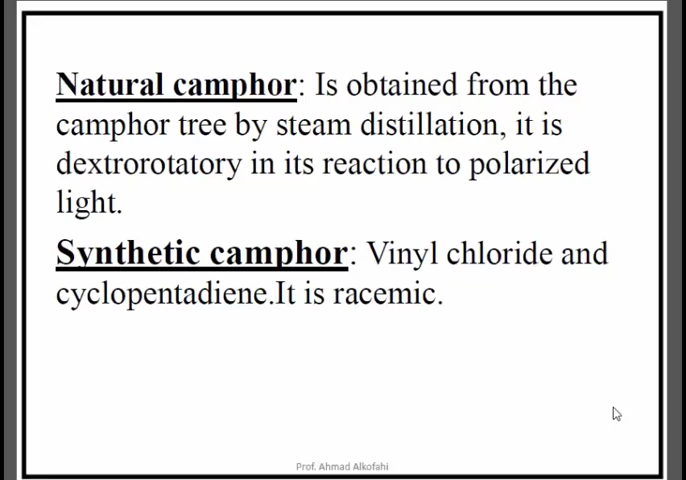 Natural camphor: Is obtained from the
camphor tree by steam distillation, it is
dextrorotatory in its reaction to polarized
light.
Synthetic camphor: Vinyl chloride and
cyclopentadiene.It is racemic.
Prof. Ahmad Alkofahi